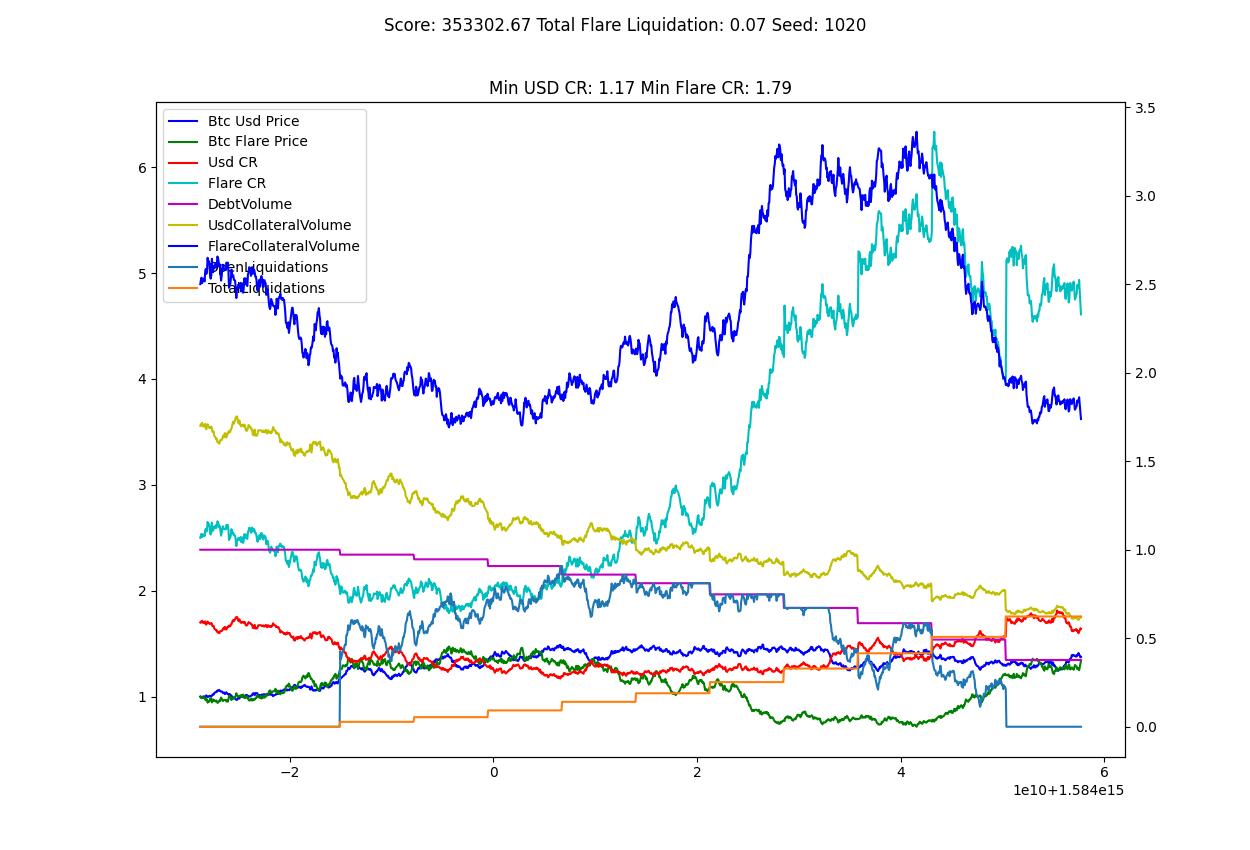 Score: 353302.67 Total Flare Liquidation: 0.07 Seed: 1020
Min USD CR: 1.17 Min Flare CR: 1.79
Btc Usd Price
Btc Flare Price
Usd CR
Flare CR
DebtVolume
UsdCollateralVolume
FlareCollateralVolume
OpenLiquidations
TotalLiquidations
6
5
4
3
2
1
3.5
3.0
2.5
2.0
1.5
1.0
0.5
0.0
−2
0
2
4
6
1e10+1.584e15